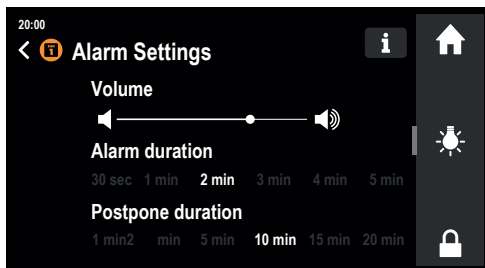 20:00
Alarm Settings
i
Volume
Alarm duration
30 sec 1 min 2 min 3 min 4 min 5 min
Postpone duration
1 min2 min 5 min 10 min 15 min 20 min